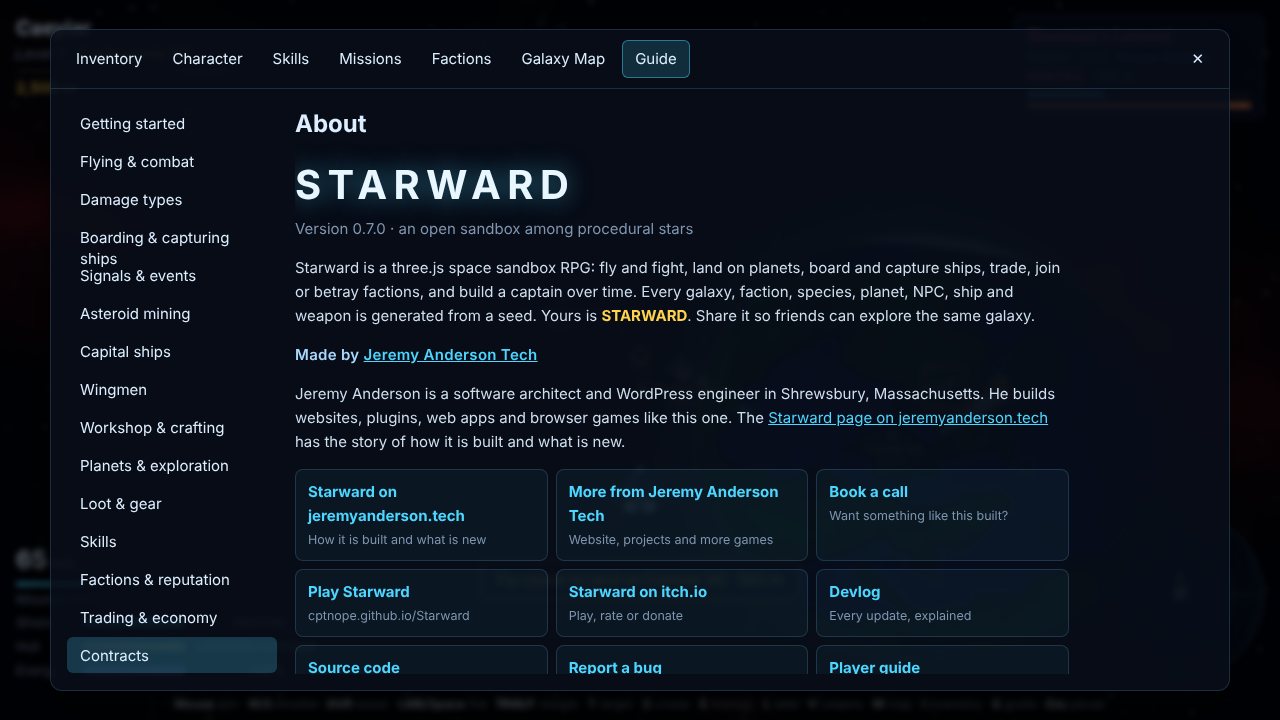 Inventory
Character
Skills
Missions
Factions
Galaxy Map
Guide
×
Getting started
Flying & combat
Damage types
Boarding & capturing
ships
Signals & events
Asteroid mining
Capital ships
Wingmen
Workshop & crafting
Planets & exploration
Loot & gear
Skills
Factions & reputation
Trading & economy
Contracts
About
STARWARD
Version 0.7.0 · an open sandbox among procedural stars
Starward is a three.js space sandbox RPG: fly and fight, land on planets, board and capture ships, trade, join
or betray factions, and build a captain over time. Every galaxy, faction, species, planet, NPC, ship and
weapon is generated from a seed. Yours is STARWARD. Share it so friends can explore the same galaxy.
Made by Jeremy Anderson Tech
Jeremy Anderson is a software architect and WordPress engineer in Shrewsbury, Massachusetts. He builds
websites, plugins, web apps and browser games like this one. The Starward page on jeremyanderson.tech
has the story of how it is built and what is new.
Starward on
jeremyanderson.tech
How it is built and what is new
More from Jeremy Anderson
Tech
Website, projects and more games
Book a call
Want something like this built?
Play Starward
cptnope.github.io/Starward
Starward on itch.io
Play, rate or donate
Devlog
Every update, explained
Source code
Report a bug
Player guide